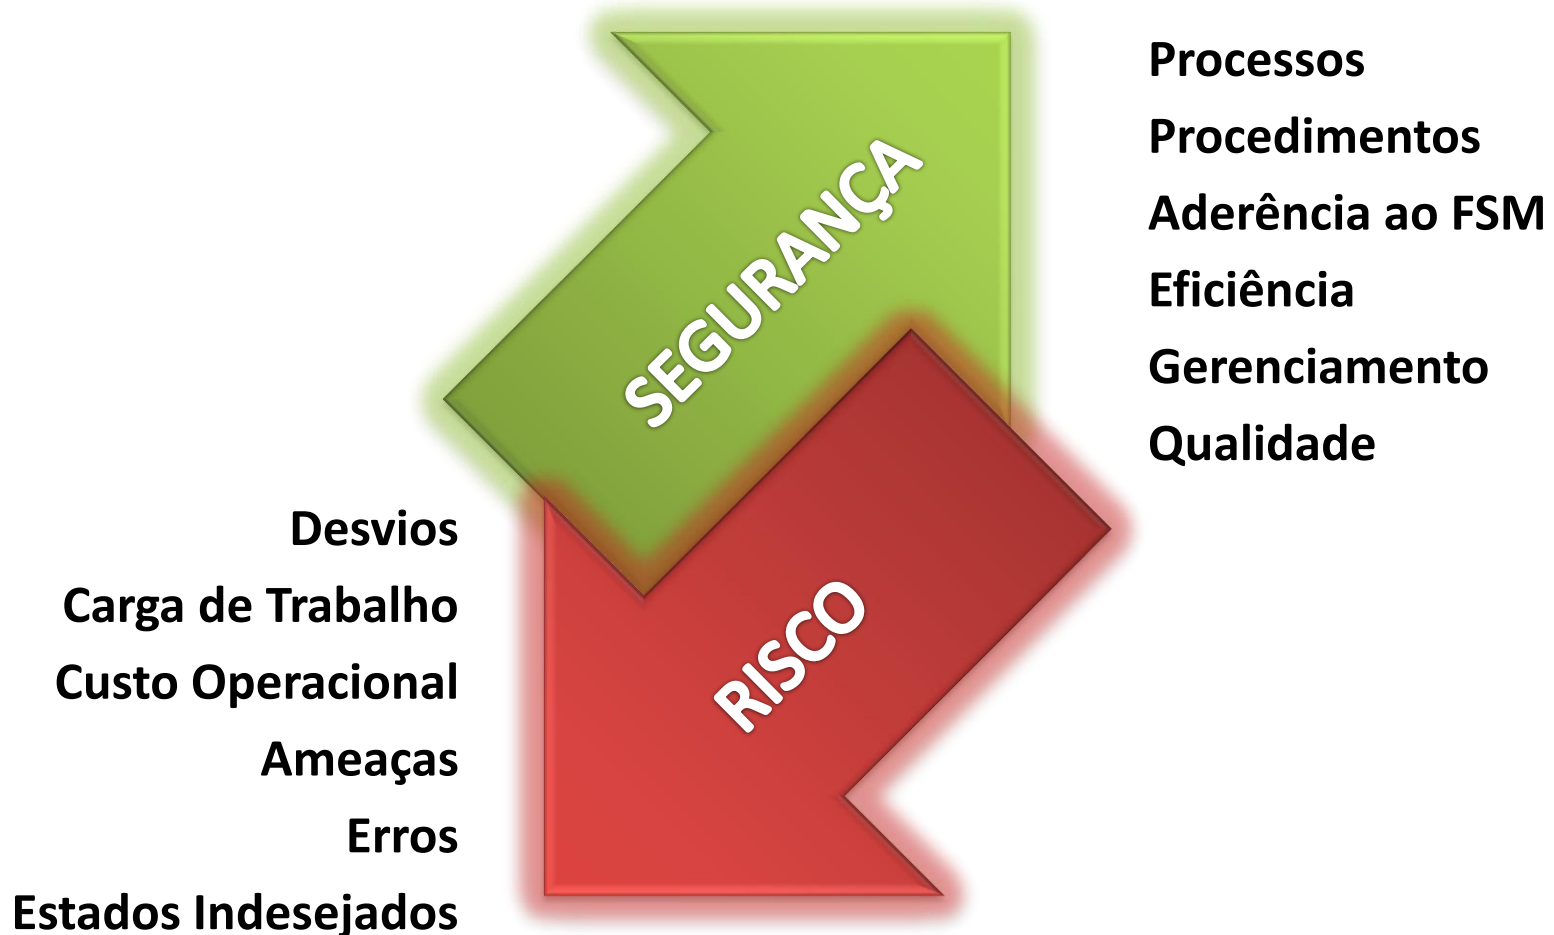 Processos
Procedimentos
Aderência ao FSM
Eficiência
Gerenciamento
Qualidade
SEGURANÇA
RISCO
Desvios
Carga de Trabalho
Custo Operacional
Ameaças
Erros
Estados Indesejados